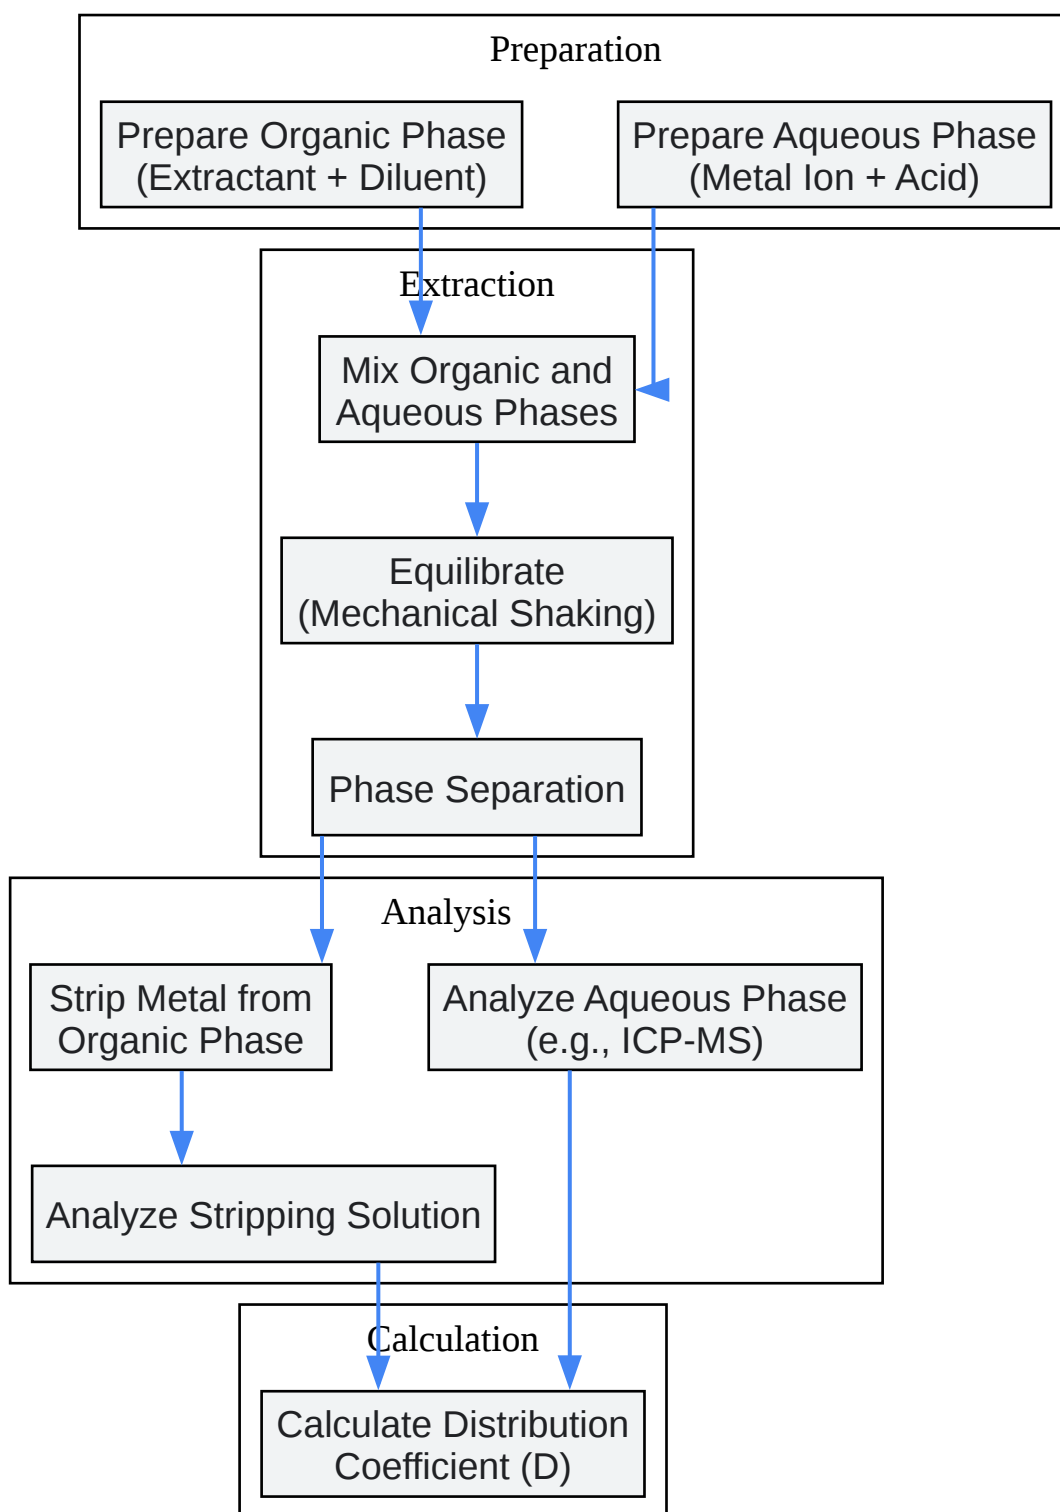 Preparation
Prepare Organic Phase
(Extractant + Diluent)
Prepare Aqueous Phase
(Metal Ion + Acid)
Extraction
Mix Organic and
Aqueous Phases
Equilibrate
(Mechanical Shaking)
Phase Separation
Analysis
Strip Metal from
Organic Phase
Analyze Aqueous Phase
(e.g., ICP-MS)
Analyze Stripping Solution
Calculation
Calculate Distribution
Coefficient (D)